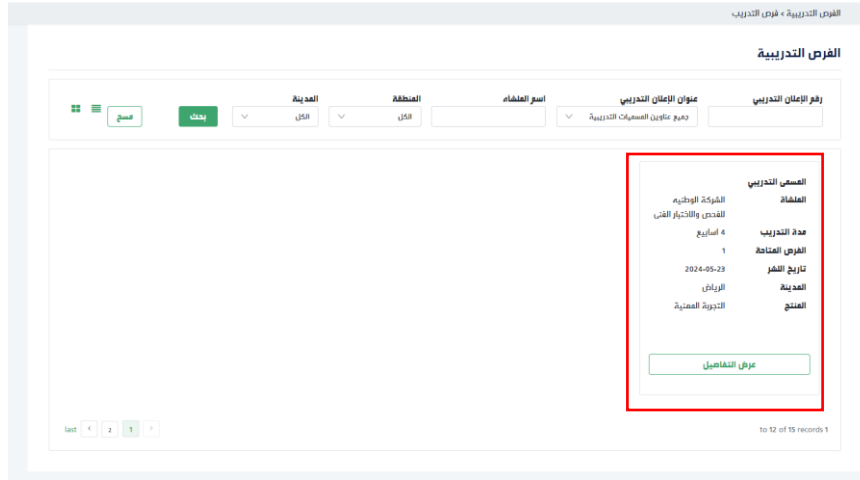 الفرص التدريبية > فرص التدريب
الفرص التدريبية
رقم الإعلان التدريبي
عنوان الإعلان التدريبي
اسم المنشاه
المنطقة
المدينة
جميع عناوين المسميات التدريبية
الكل
الكل
بحث
مسح
المسمى التدريبي
المنشاة الشركة الوطنيه
للفحص والاختبار الفنى
مدة التدريب 4 اسابيع
الفرص المتاحة 1
تاريخ النشر 2024-05-23
المدينة الرياض
المنتج التجربة المهنية
عرض التفاصيل
1 to 12 of 15 records
1 2 last